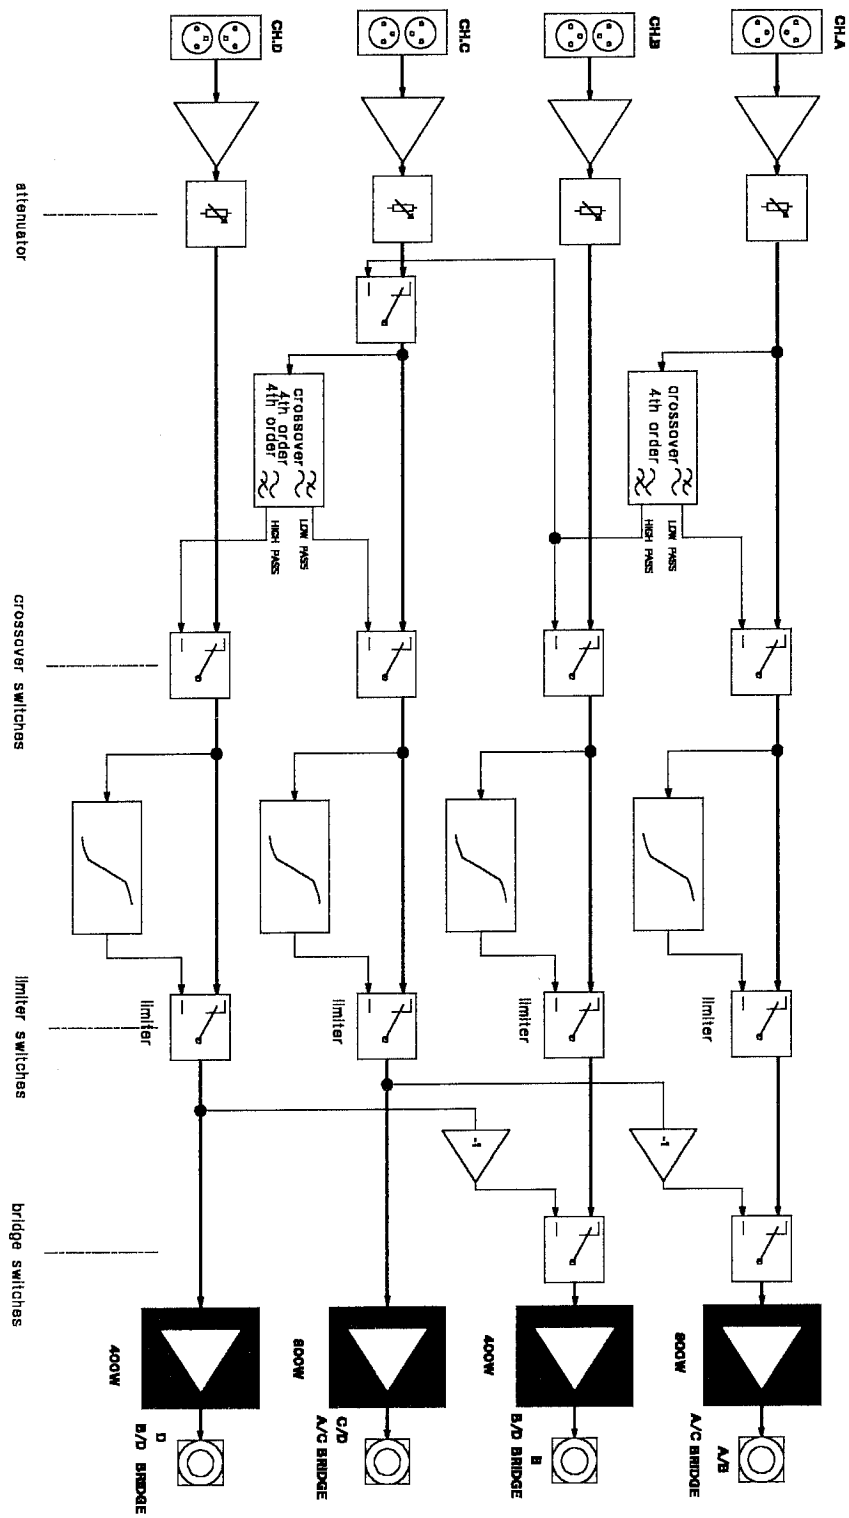 CH.A
CH.B
CH.C
CH.D
attenuator
crossover
4th order
LOW PASS
HIGH PASS
crossover
4th order
4th order
LOW PASS
HIGH PASS
crossover switches
limiter
limiter
limiter
limiter
limiter switches
-1
-1
bridge switches
800W
400W
800W
400W
A/B
A/C BRIDGE
B
B/D BRIDGE
C/D
A/C BRIDGE
D
B/D BRIDGE